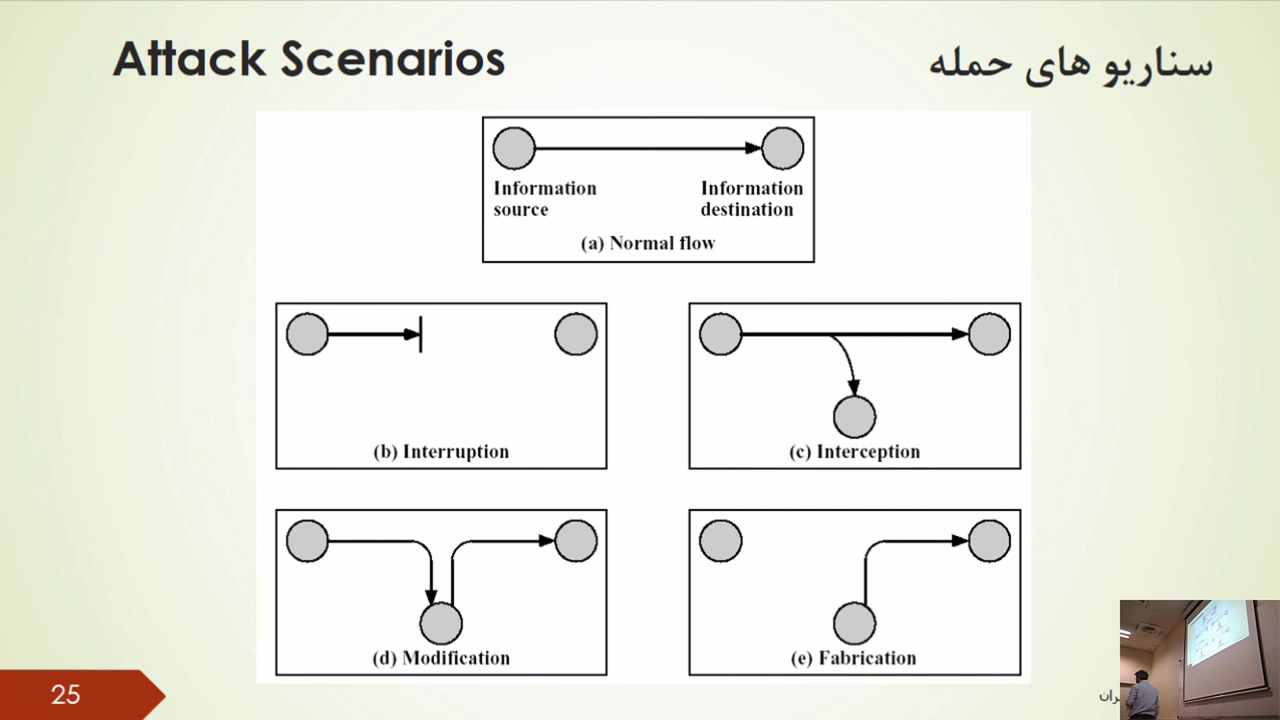 Attack Scenarios
سناریو های حمله
Information source
Information destination
(a) Normal flow
(b) Interruption
(c) Interception
(d) Modification
(e) Fabrication
25